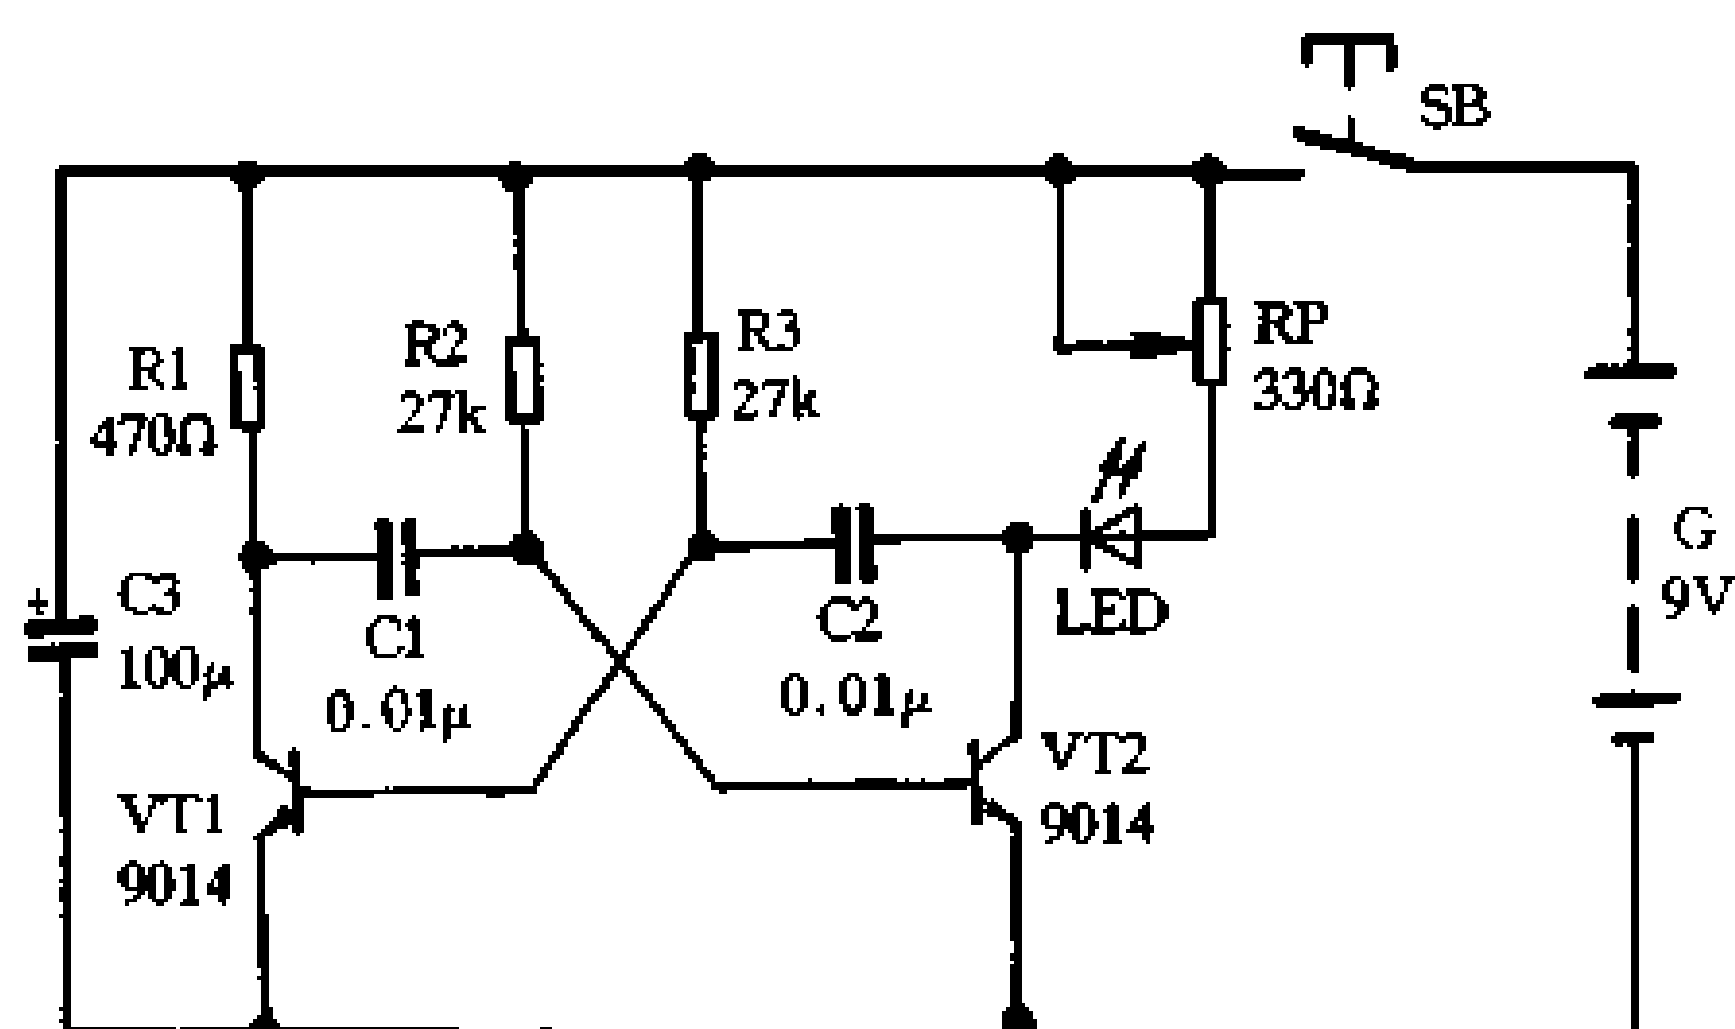 SB
R1
470Ω
R2
27k
R3
27k
RP
330Ω
+
C3
100μ
C1
0.01μ
C2
0.01μ
LED
G
9V
VT1
9014
VT2
9014